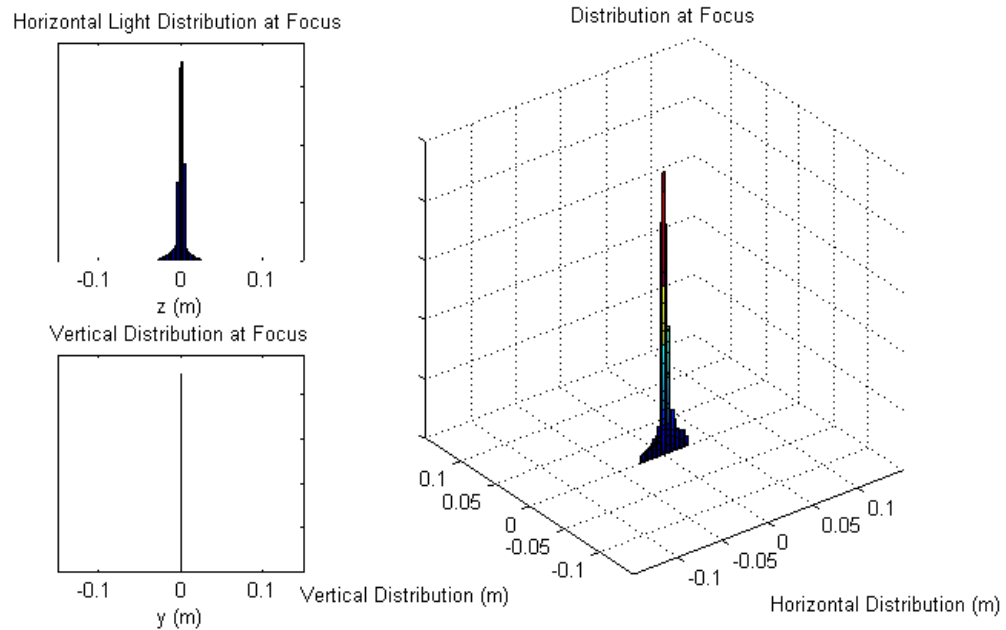 Horizontal Light Distribution at Focus
-0.1 0 0.1
z (m)
Vertical Distribution at Focus
-0.1 0 0.1
y (m)
Distribution at Focus
0.1
0.05
0
-0.05
-0.1
Vertical Distribution (m)
-0.1
-0.05
0
0.05
0.1
Horizontal Distribution (m)